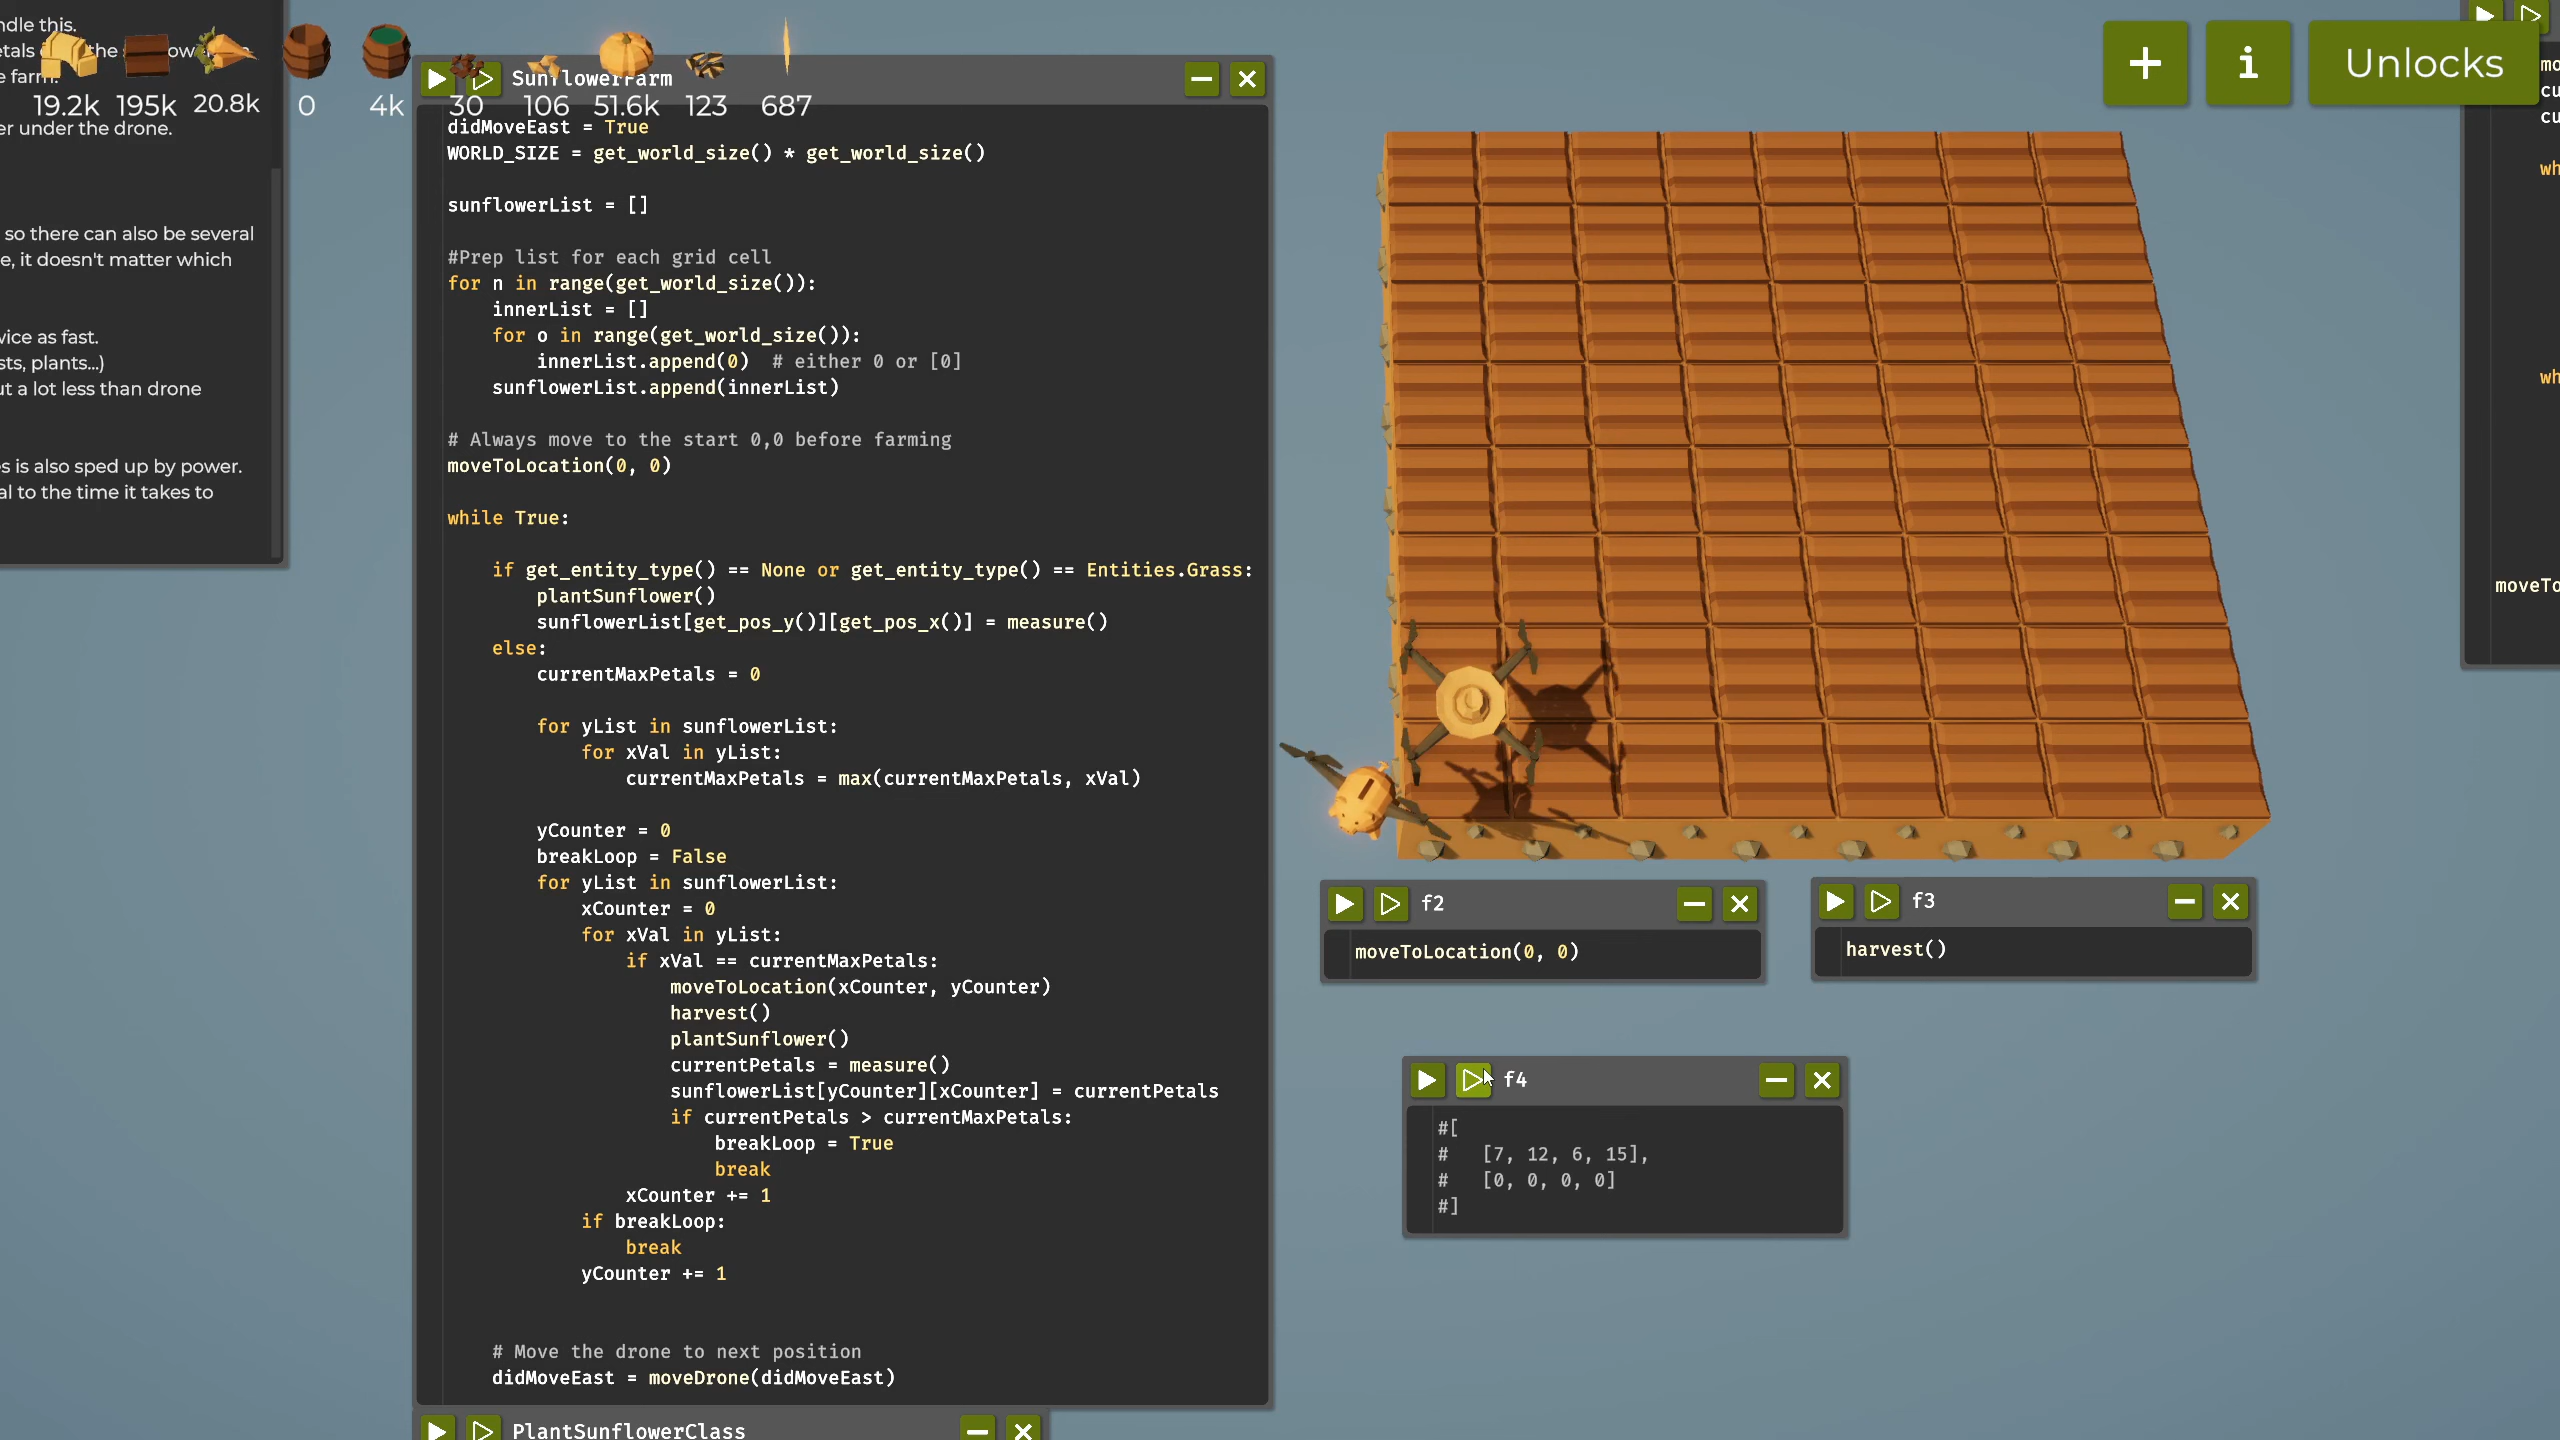 ndle this.
e farm.
er under the drone.
so there can also be several
e, it doesn't matter which
vice as fast.
sts, plants...)
ut a lot less than drone
s is also sped up by power.
al to the time it takes to
19.2k 195k 20.8k 0 4k 30 106 51.6k 123 687
SunflowerFarm
didMoveEast = True
WORLD_SIZE = get_world_size() * get_world_size()
sunflowerList = []
#Prep list for each grid cell
for n in range(get_world_size()):
innerList = []
for o in range(get_world_size()):
innerList.append(0)  # either 0 or [0]
sunflowerList.append(innerList)
# Always move to the start 0,0 before farming
moveToLocation(0, 0)
while True:
if get_entity_type() == None or get_entity_type() == Entities.Grass:
plantSunflower()
sunflowerList[get_pos_y()][get_pos_x()] = measure()
else:
currentMaxPetals = 0
for yList in sunflowerList:
for xVal in yList:
currentMaxPetals = max(currentMaxPetals, xVal)
yCounter = 0
breakLoop = False
for yList in sunflowerList:
xCounter = 0
for xVal in yList:
if xVal == currentMaxPetals:
moveToLocation(xCounter, yCounter)
harvest()
plantSunflower()
currentPetals = measure()
sunflowerList[yCounter][xCounter] = currentPetals
if currentPetals > currentMaxPetals:
breakLoop = True
break
xCounter += 1
if breakLoop:
break
yCounter += 1
# Move the drone to next position
didMoveEast = moveDrone(didMoveEast)
PlantSunflowerClass
+ i Unlocks
f2
moveToLocation(0, 0)
f3
harvest()
f4
#[
#   [7, 12, 6, 15],
#   [0, 0, 0, 0]
#]
mo
cu
cu
wh
wh
moveTo